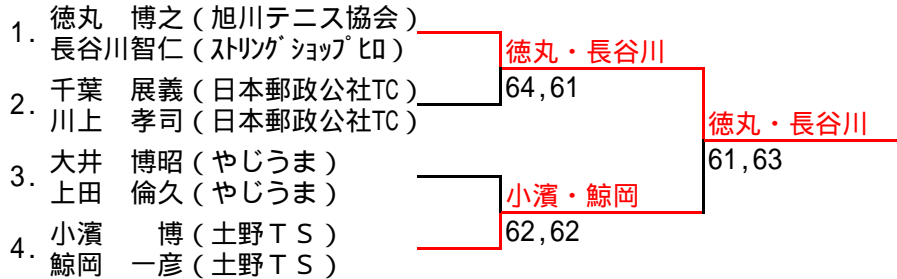 1. 徳丸　博之（旭川テニス協会）
長谷川智仁（ｽﾄﾘﾝｸﾞｼｮｯﾌﾟﾋﾛ）
徳丸・長谷川
64,61
2. 千葉　展義（日本郵政公社TC）
川上　孝司（日本郵政公社TC）
徳丸・長谷川
61,63
3. 大井　博昭（やじうま）
上田　倫久（やじうま）
小濱・鯨岡
62,62
4. 小濱　　博（土野ＴＳ）
鯨岡　一彦（土野ＴＳ）